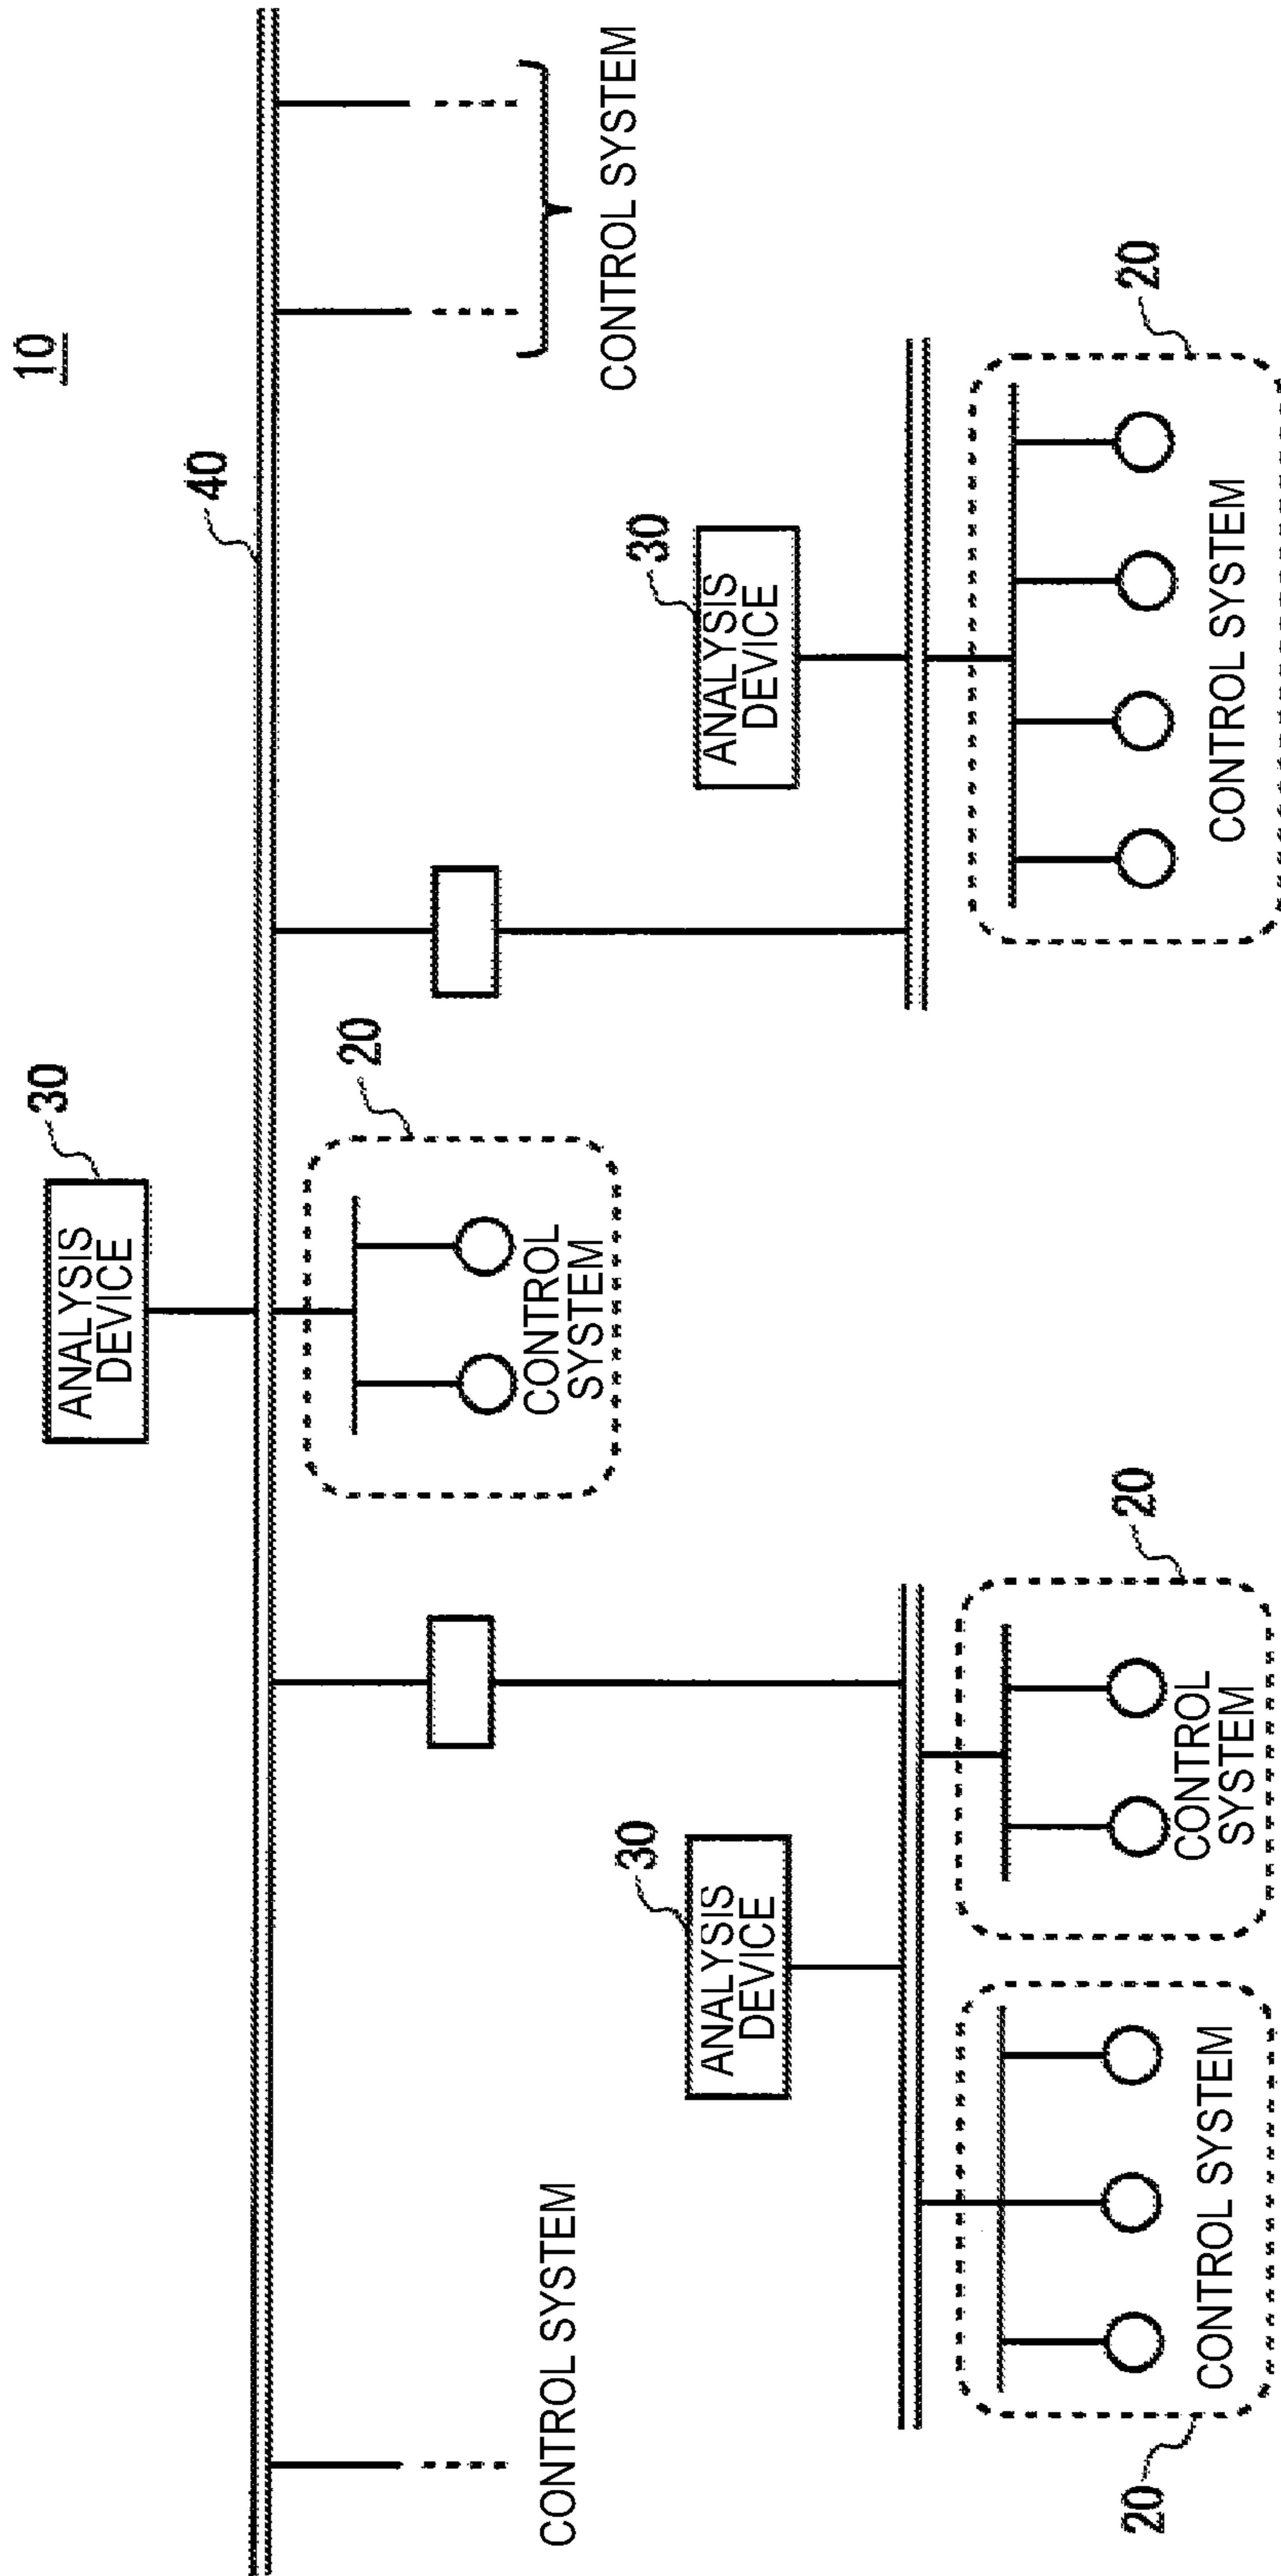 10
30
ANALYSIS
DEVICE
40
20
CONTROL
SYSTEM
CONTROL SYSTEM
CONTROL SYSTEM
30
ANALYSIS
DEVICE
30
ANALYSIS
DEVICE
20
CONTROL SYSTEM
20
CONTROL
SYSTEM
20
CONTROL SYSTEM